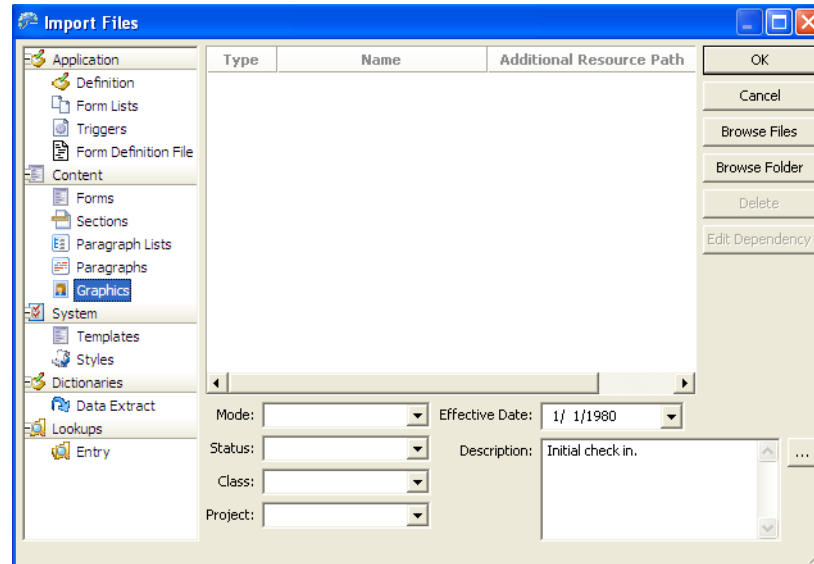 Import Files
Application
Definition
Form Lists
Triggers
Form Definition File
Content
Forms
Sections
Paragraph Lists
Paragraphs
Graphics
System
Templates
Styles
Dictionaries
Data Extract
Lookups
Entry
Type Name Additional Resource Path
OK
Cancel
Browse Files
Browse Folder
Delete
Edit Dependency
Mode: Effective Date: 1/ 1/1980
Status: Description: Initial check in. ...
Class:
Project: